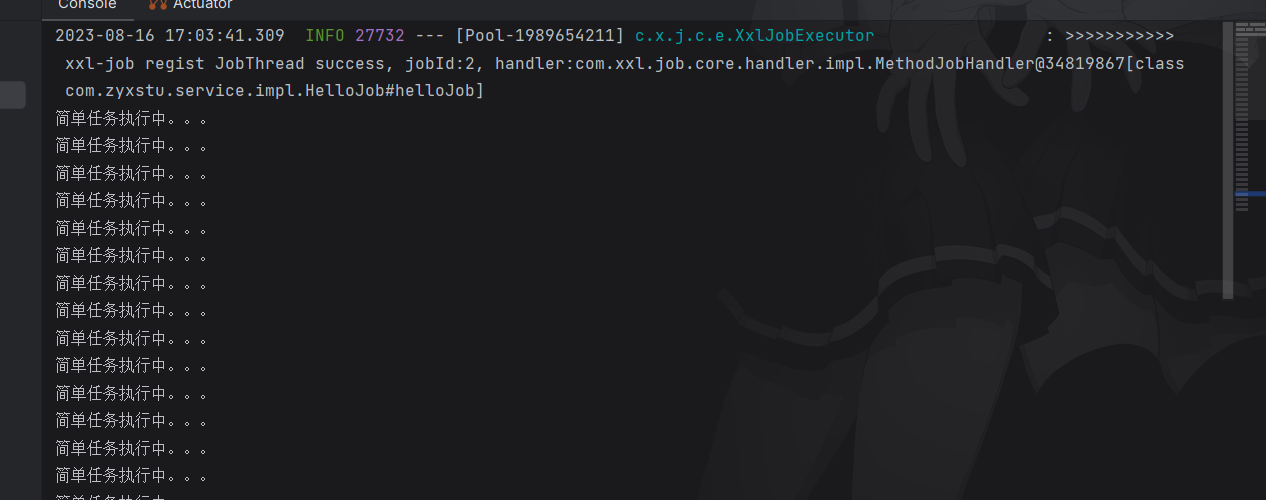 Console Actuator
2023-08-16 17:03:41.309  INFO 27732 --- [Pool-1989654211] c.x.j.c.e.XxlJobExecutor                 : >>>>>>>>>>>
xxl-job regist JobThread success, jobId:2, handler:com.xxl.job.core.handler.impl.MethodJobHandler@34819867[class
com.zyxstu.service.impl.HelloJob#helloJob]
简单任务执行中。。。
简单任务执行中。。。
简单任务执行中。。。
简单任务执行中。。。
简单任务执行中。。。
简单任务执行中。。。
简单任务执行中。。。
简单任务执行中。。。
简单任务执行中。。。
简单任务执行中。。。
简单任务执行中。。。
简单任务执行中。。。
简单任务执行中。。。
简单任务执行中。。。